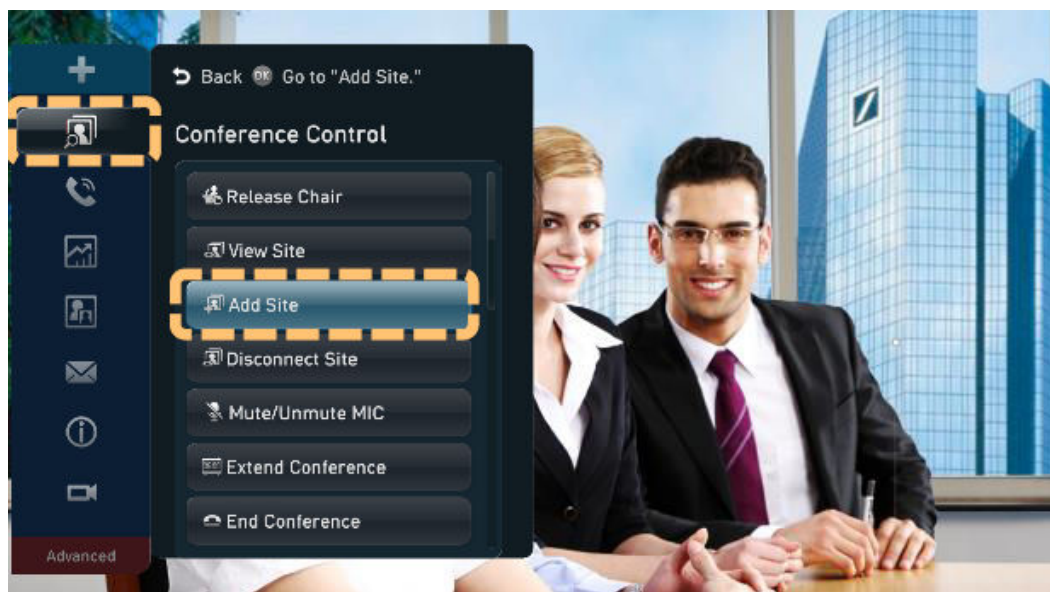 Back OK Go to "Add Site."
Conference Control
Release Chair
View Site
Add Site
Disconnect Site
Mute/Unmute MIC
Extend Conference
End Conference
Advanced